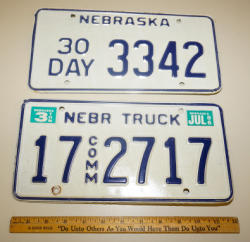 NEBRASKA
30 DAY 3342
NEBR TRUCK
JUL
17 COMM 2717
"Do Unto Others As You Would Have Them Do Unto You"